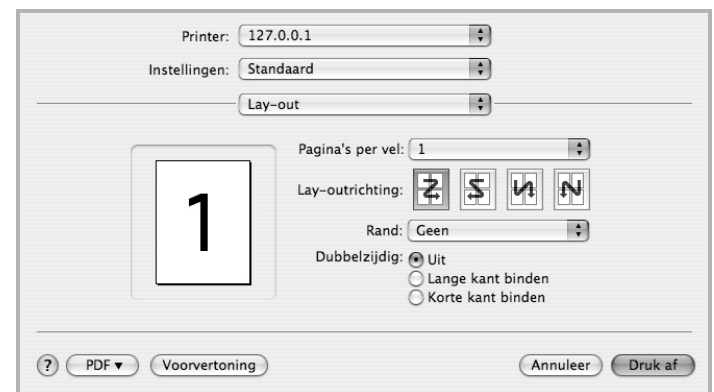 Printer: 127.0.0.1
Instellingen: Standaard
Lay-out
Pagina's per vel: 1
Lay-outrichting:
1
Rand: Geen
Dubbelzijdig: Uit
Lange kant binden
Korte kant binden
? PDF ▼ Voorvertoning Annuleer Druk af